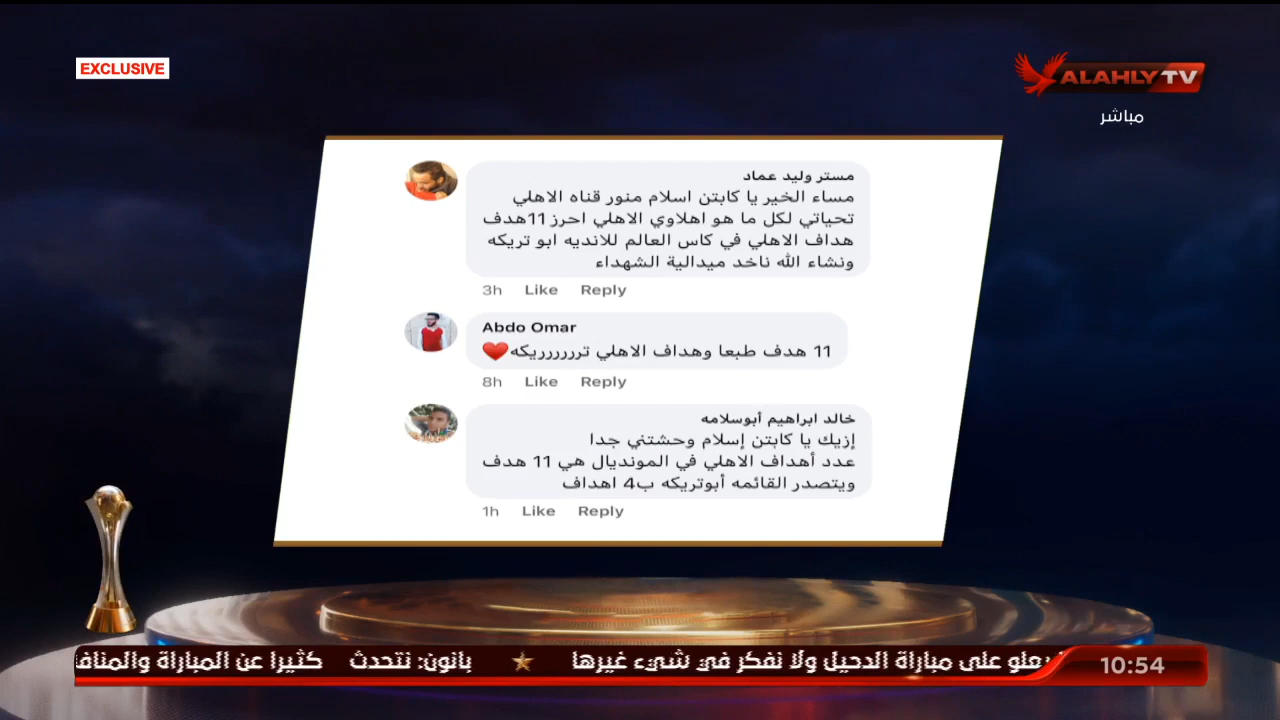 EXCLUSIVE
ALAHLY TV
مباشر
مستر وليد عماد
مساء الخير يا كابتن اسلام منور قناه الاهلي
تحياتي لكل ما هو اهلاوي الاهلي احرز 11هدف
هداف الاهلي في كاس العالم للانديه ابو تريكه
ونشاء الله ناخد ميدالية الشهداء
3h Like Reply
Abdo Omar
11 هدف طبعا وهداف الاهلي تررررررريكه❤️
8h Like Reply
خالد ابراهيم أبوسلامه
إزيك يا كابتن إسلام وحشتني جدا
عدد أهداف الاهلي في المونديال هي 11 هدف
ويتصدر القائمه أبوتريكه ب4 اهداف
1h Like Reply
يعلو على مباراة الدحيل ولا نفكر في شيء غيرها ★ بانون: نتحدث كثيرا عن المباراة والمناف
10:54